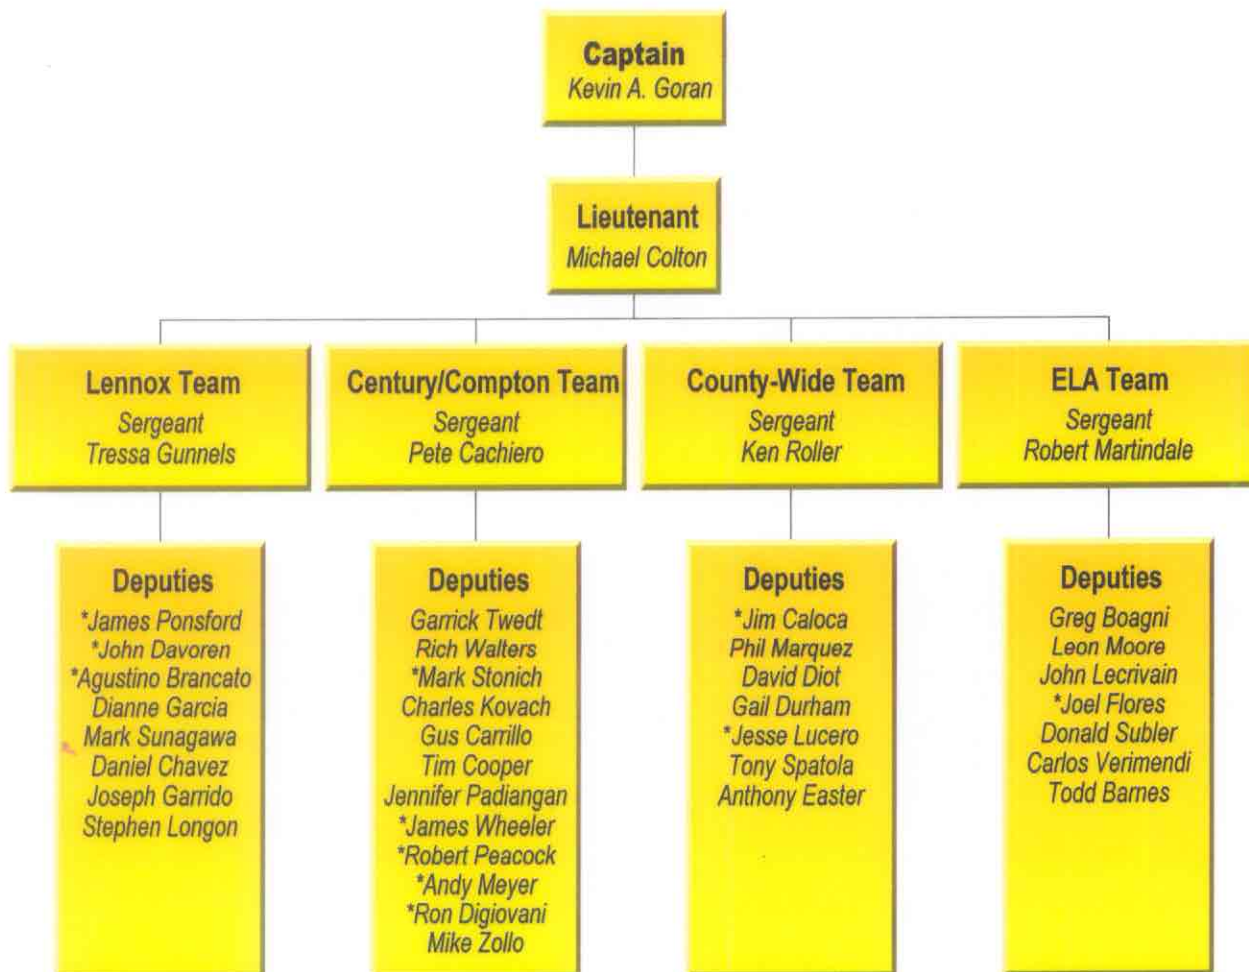 Captain
Kevin A. Goran
Lieutenant
Michael Colton
Lennox Team
Sergeant
Tressa Gunnels
Century/Compton Team
Sergeant
Pete Cachiero
County-Wide Team
Sergeant
Ken Roller
ELA Team
Sergeant
Robert Martindale
Deputies
*James Ponsford
*John Davoren
*Agustino Brancato
Dianne Garcia
Mark Sunagawa
Daniel Chavez
Joseph Garrido
Stephen Longon
Deputies
Garrick Twedt
Rich Walters
*Mark Stonich
Charles Kovach
Gus Carrillo
Tim Cooper
Jennifer Padiangan
*James Wheeler
*Robert Peacock
*Andy Meyer
*Ron Digiovani
Mike Zollo
Deputies
*Jim Caloca
Phil Marquez
David Diot
Gail Durham
*Jesse Lucero
Tony Spatola
Anthony Easter
Deputies
Greg Boagni
Leon Moore
John Lecrivain
*Joel Flores
Donald Subler
Carlos Verimendi
Todd Barnes